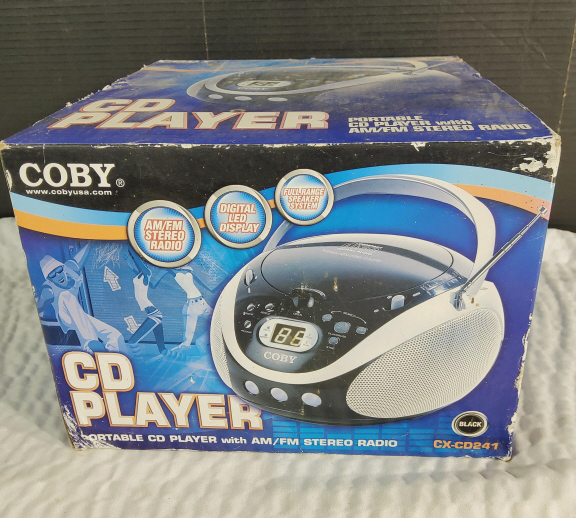 CD
PLAYER
PORTABLE
CD PLAYER with
AM/FM STEREO RADIO
COBY®
www.cobyusa.com
AM/FM
STEREO
RADIO
DIGITAL
LED
DISPLAY
FULL RANGE
SPEAKER
SYSTEM
88
COBY
CD
PLAYER
PORTABLE CD PLAYER with AM/FM STEREO RADIO
BLACK
CX-CD241